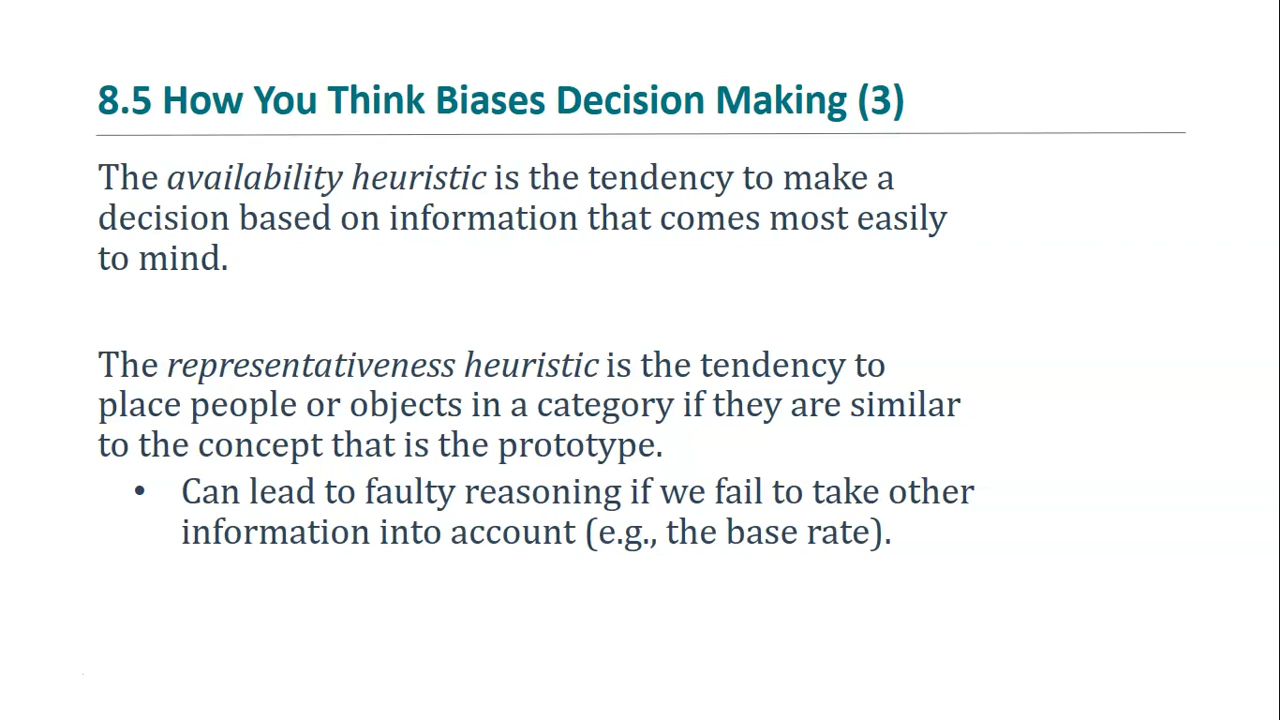 8.5 How You Think Biases Decision Making (3)
The availability heuristic is the tendency to make a
decision based on information that comes most easily
to mind.
The representativeness heuristic is the tendency to
place people or objects in a category if they are similar
to the concept that is the prototype.
• Can lead to faulty reasoning if we fail to take other
information into account (e.g., the base rate).